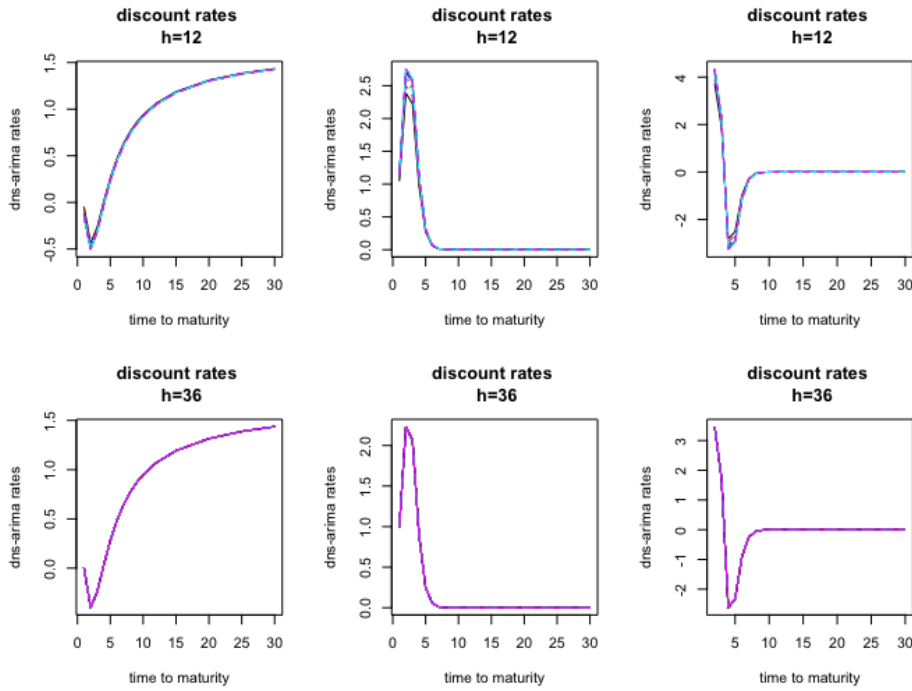 discount rates
h=12
dns-arima rates
-0.5 0.0 0.5 1.0 1.5
0 5 10 15 20 25 30
time to maturity
discount rates
h=12
dns-arima rates
0.0 0.5 1.0 1.5 2.0 2.5
0 5 10 15 20 25 30
time to maturity
discount rates
h=12
dns-arima rates
-2 0 2 4
5 10 15 20 25 30
time to maturity
discount rates
h=36
dns-arima rates
0.0 0.5 1.0 1.5
0 5 10 15 20 25 30
time to maturity
discount rates
h=36
dns-arima rates
0.0 0.5 1.0 1.5 2.0
0 5 10 15 20 25 30
time to maturity
discount rates
h=36
dns-arima rates
-2 -1 0 1 2 3
5 10 15 20 25 30
time to maturity